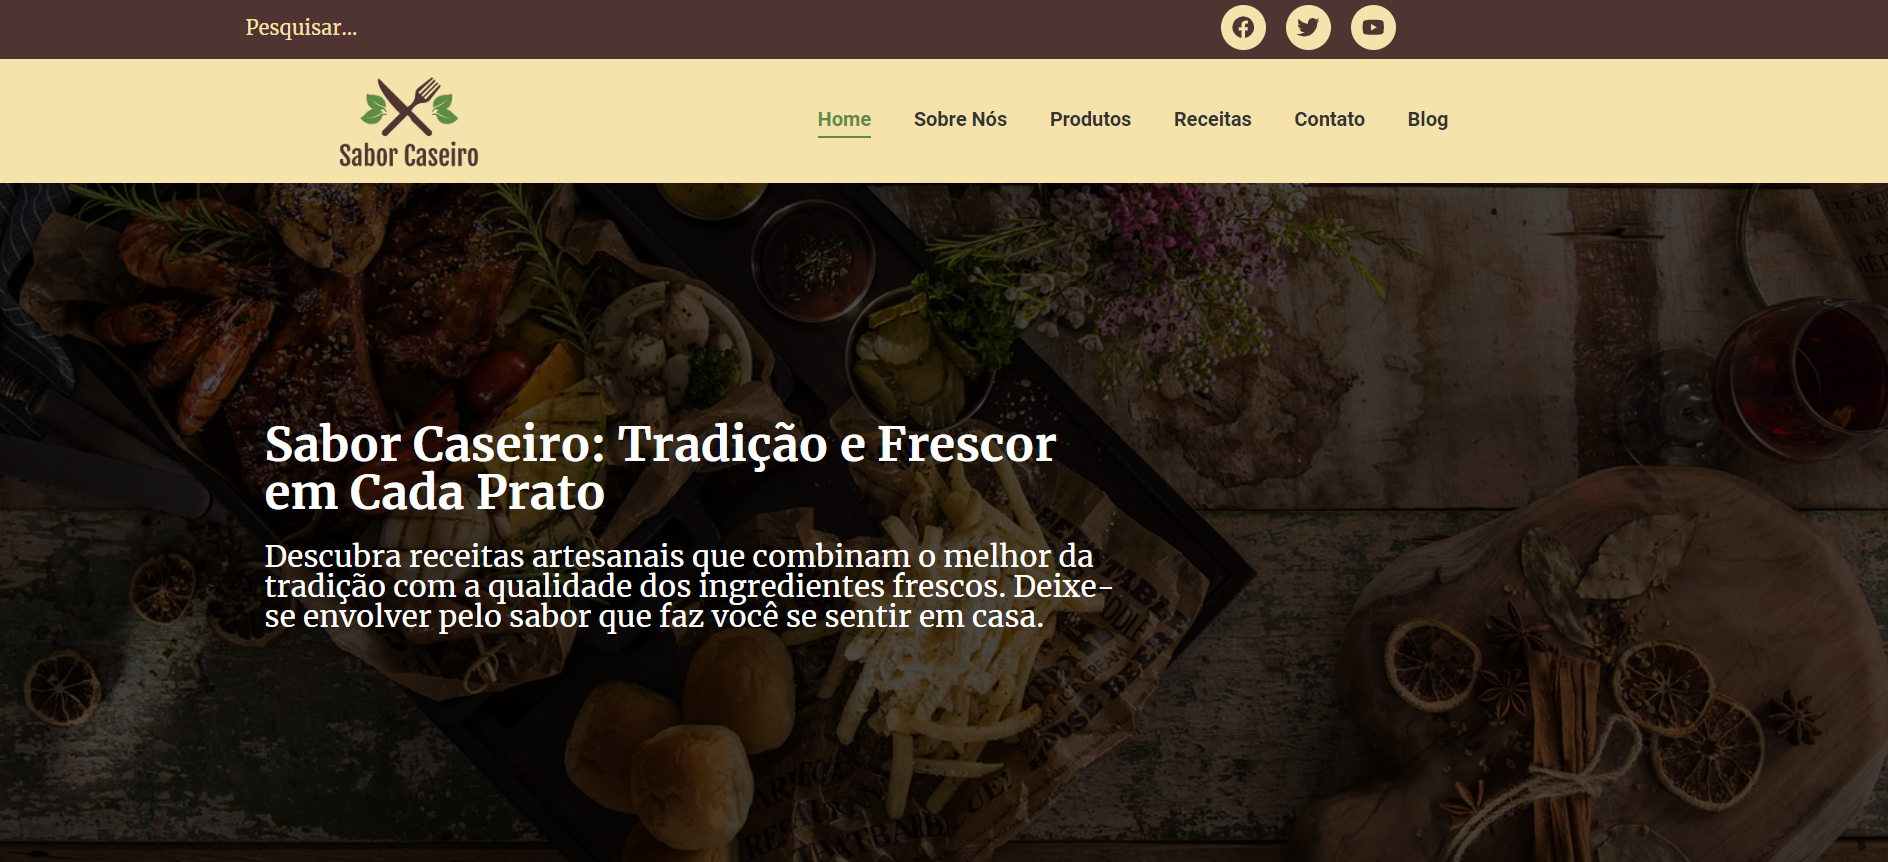 Pesquisar...
Sabor Caseiro
Home
Sobre Nós
Produtos
Receitas
Contato
Blog
Sabor Caseiro: Tradição e Frescor
em Cada Prato
Descubra receitas artesanais que combinam o melhor da
tradição com a qualidade dos ingredientes frescos. Deixe-
se envolver pelo sabor que faz você se sentir em casa.